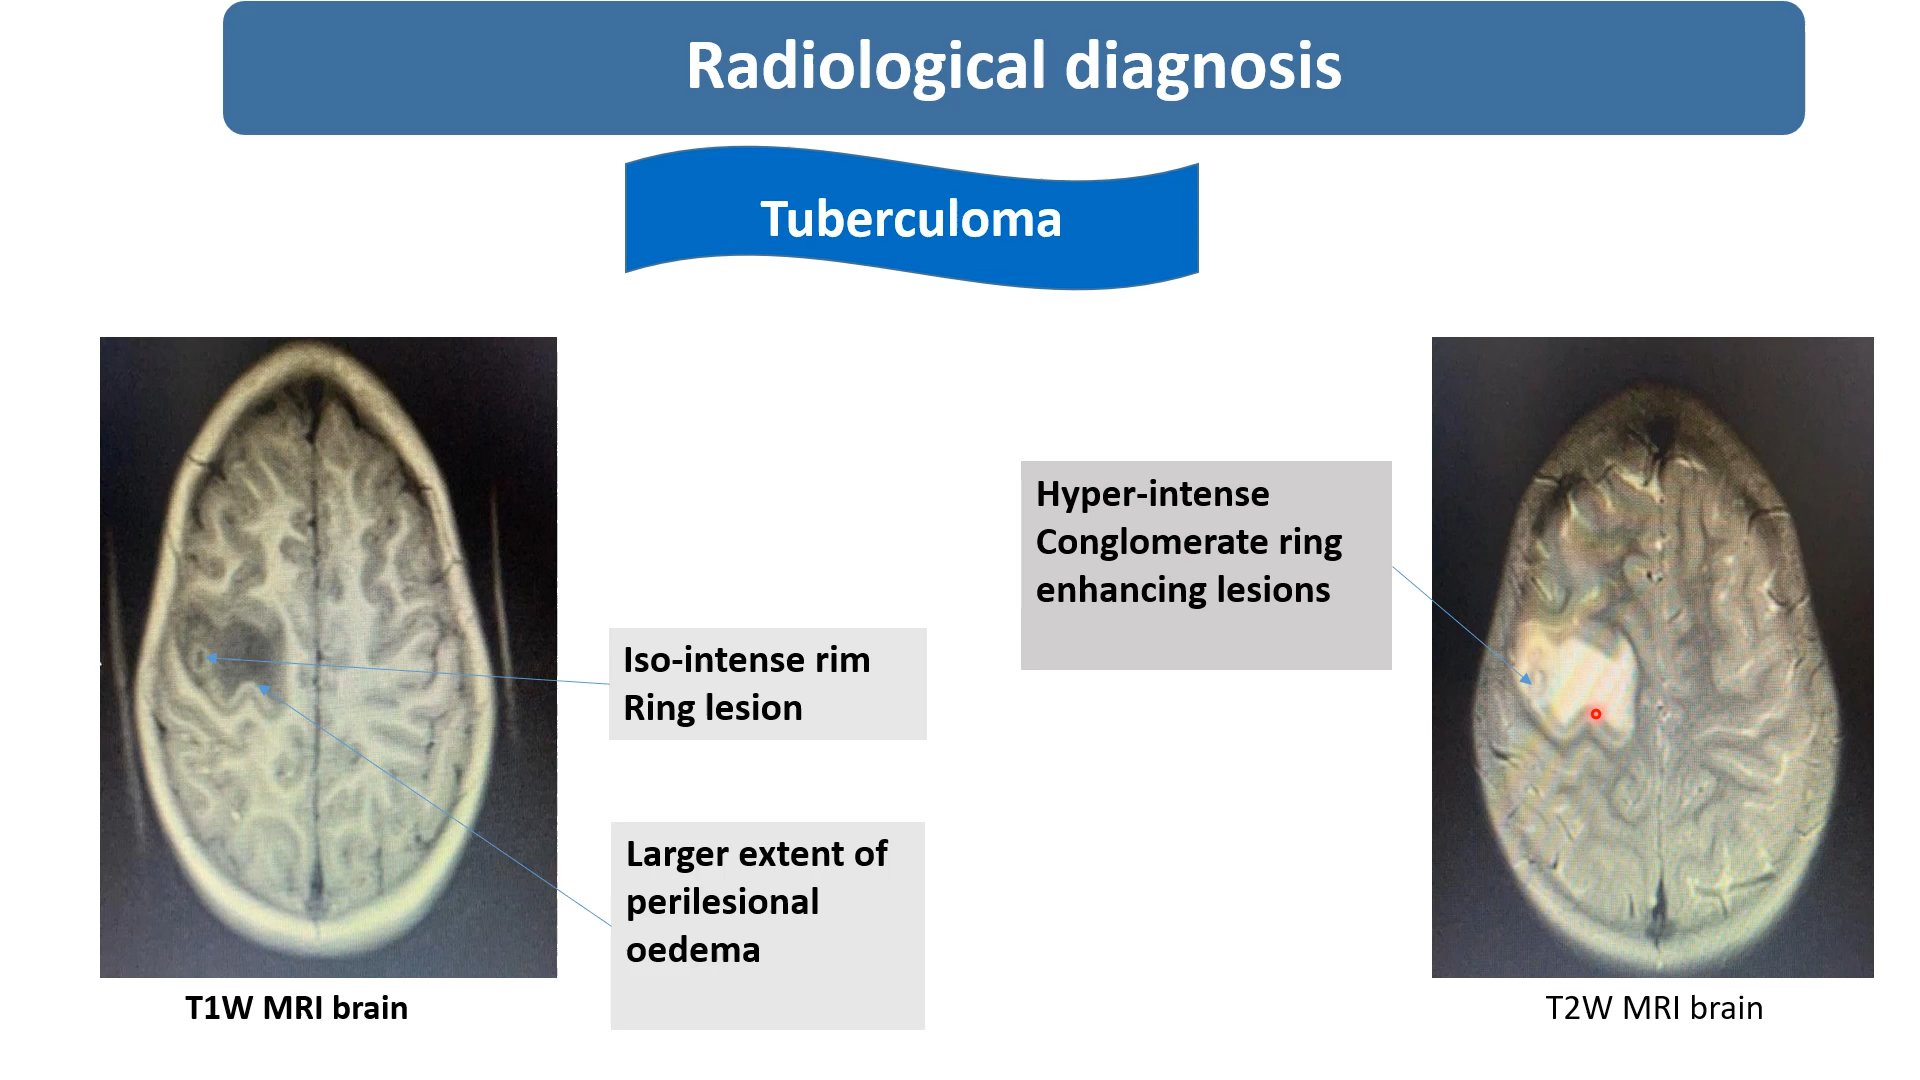 Radiological diagnosis
Tuberculoma
Hyper-intense
Conglomerate ring
enhancing lesions
Iso-intense rim
Ring lesion
Larger extent of
perilesional
oedema
T1W MRI brain
T2W MRI brain